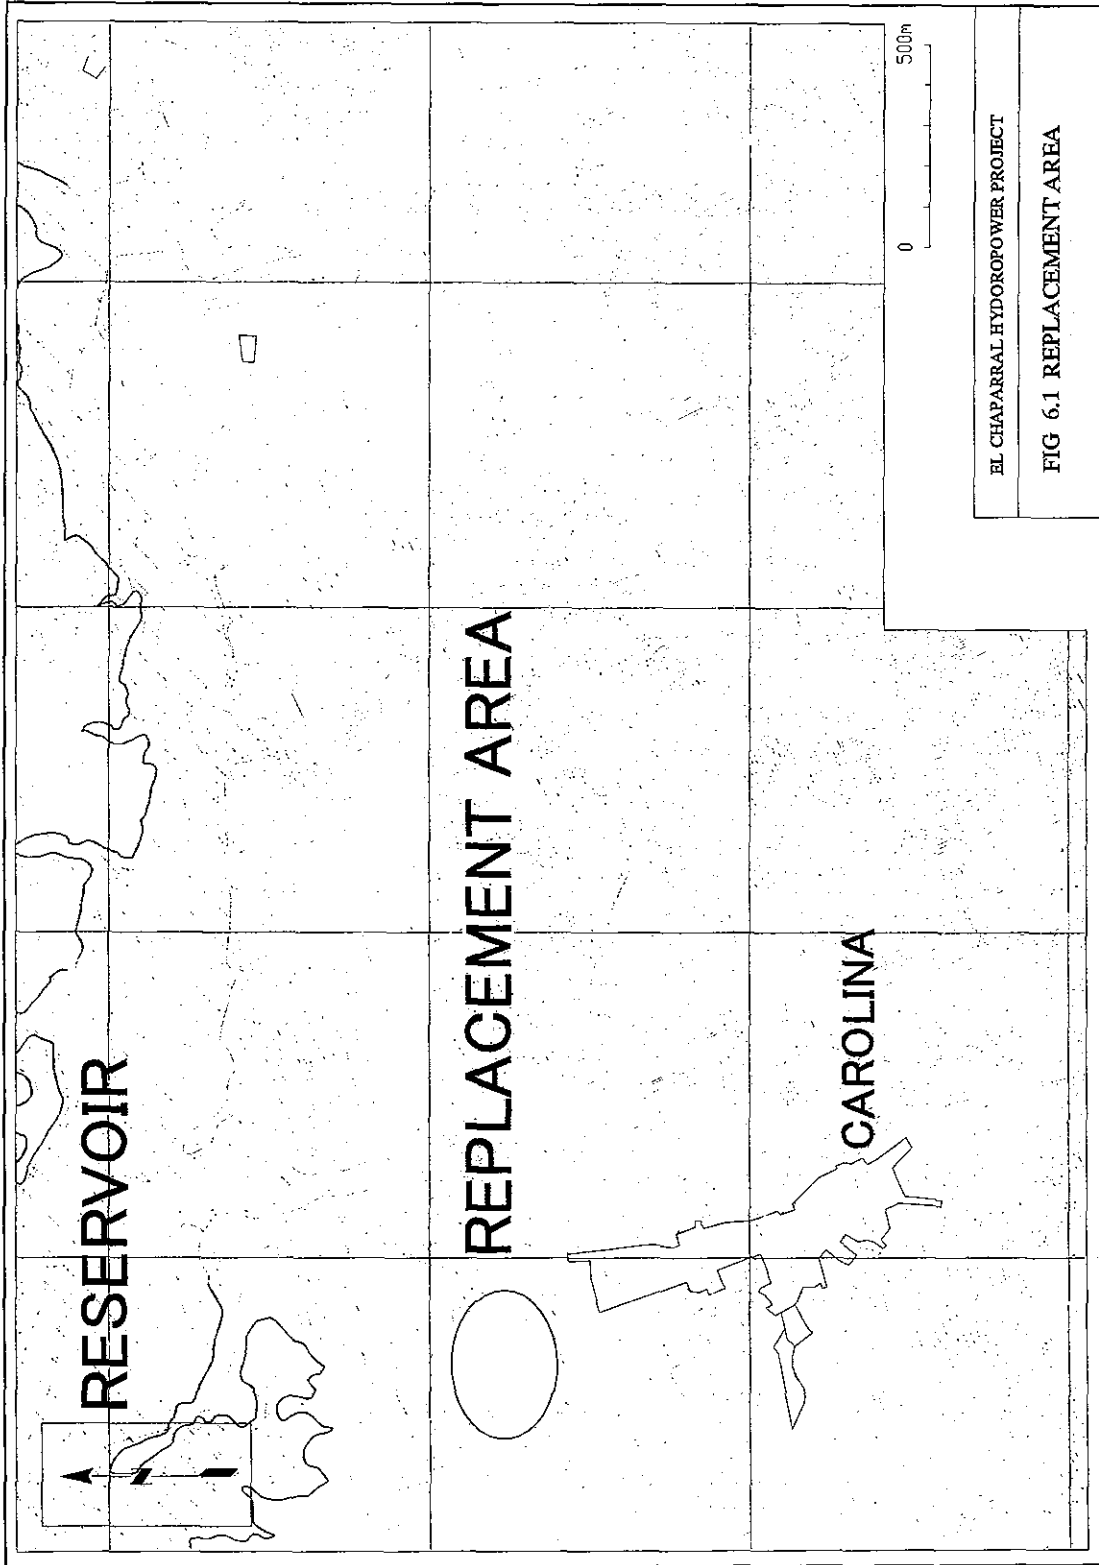 RESERVOIR
REPLACEMENT AREA
CAROLINA
0 500m
EL CHAPARRAL HYDOROPOWER PROJECT
FIG 6.1 REPLACEMENT AREA